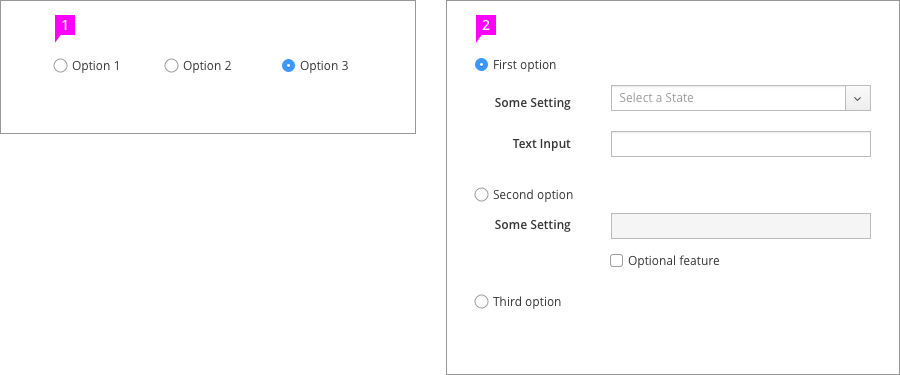 1
Option 1 Option 2 Option 3
2
First option
Some Setting Select a State
Text Input
Second option
Some Setting
Optional feature
Third option